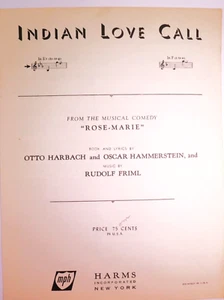 INDIAN LOVE CALL
FROM THE MUSICAL COMEDY
"ROSE-MARIE"
BOOK AND LYRICS BY
OTTO HARBACH and OSCAR HAMMERSTEIN, 2nd
MUSIC BY
RUDOLF FRIML
PRICE 75 CENTS
IN U.S.A.
mph
HARMS
INCORPORATED
NEW YORK